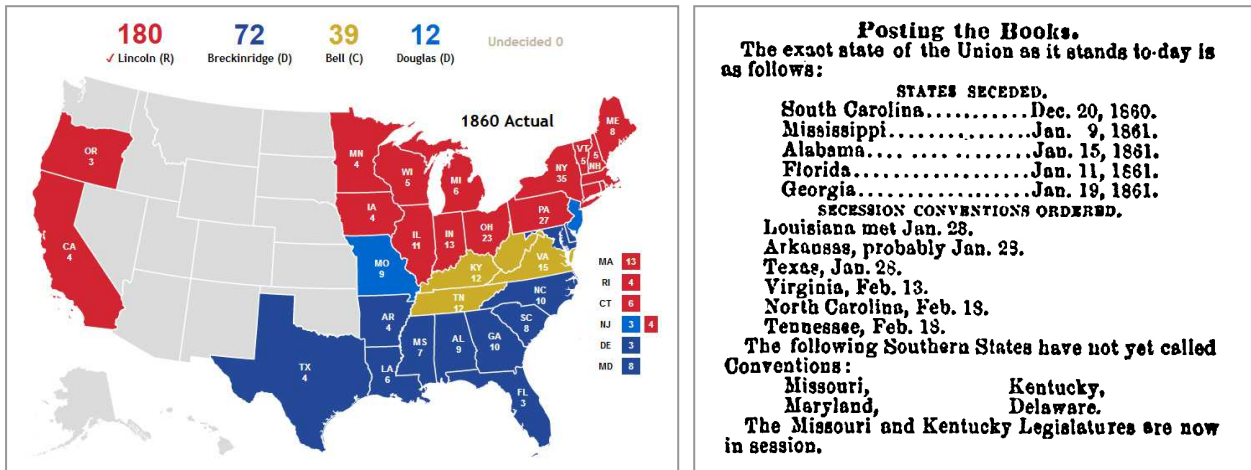 180
72
39
12
Undecided 0
✓ Lincoln (R)
Breckinridge (D)
Bell (C)
Douglas (D)
1860 Actual
OR
3
CA
4
MN
4
WI
5
MI
6
IA
4
IL
11
IN
13
OH
23
PA
27
NY
35
VT
5
5
NH
ME
8
MO
9
KY
12
VA
15
TN
12
NC
10
SC
8
AR
4
MS
7
AL
9
GA
10
LA
6
TX
4
FL
3
MA 13
RI 4
CT 6
NJ 3 4
DE 3
MD 8
Posting the Books.
The exact state of the Union as it stands to-day is
as follows:
STATES SECEDED.
South Carolina...........Dec. 20, 1860.
Mississippi................Jan. 9, 1861.
Alabama...................Jan. 15, 1861.
Florida......................Jan. 11, 1861.
Georgia.....................Jan. 19, 1861.
SECESSION CONVENTIONS ORDERED.
Louisiana met Jan. 23.
Arkansas, probably Jan. 28.
Texas, Jan. 28.
Virginia, Feb. 13.
North Carolina, Feb. 18.
Tennessee, Feb. 18.
The following Southern States have not yet called
Conventions:
Missouri, Kentucky,
Maryland, Delaware.
The Missouri and Kentucky Legislatures are now
in session.